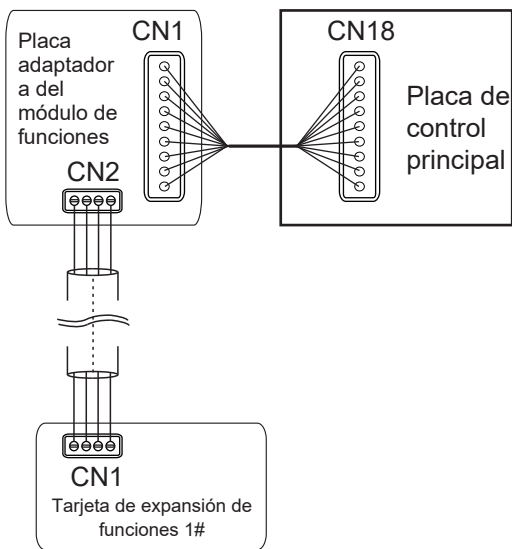 Placa
adaptador
a del
módulo de
funciones
CN1
CN2
CN18
Placa de
control
principal
CN1
Tarjeta de expansión de
funciones 1#